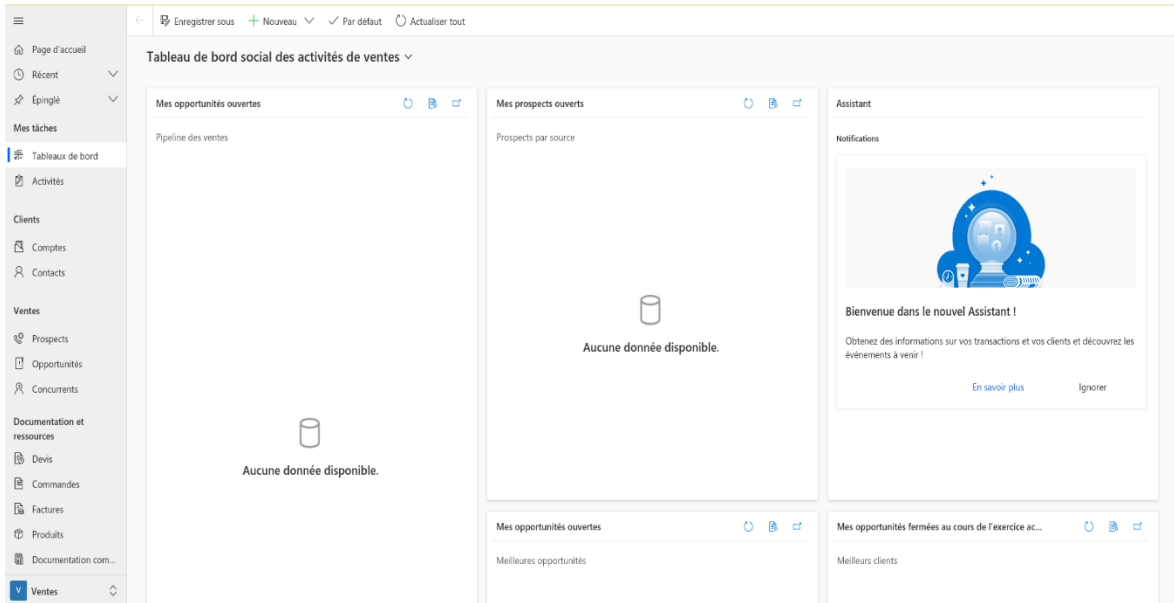 Enregistrer sous
Nouveau
Par défaut
Actualiser tout
Page d'accueil
Récent
Épinglé
Mes tâches
Tableaux de bord
Activités
Clients
Comptes
Contacts
Ventes
Prospects
Opportunités
Concurrents
Documentation et
ressources
Devis
Commandes
Factures
Produits
Documentation com...
V
Ventes
Tableau de bord social des activités de ventes
Mes opportunités ouvertes
Pipeline des ventes
Aucune donnée disponible.
Mes prospects ouverts
Prospects par source
Aucune donnée disponible.
Assistant
Notifications
Bienvenue dans le nouvel Assistant !
Obtenez des informations sur vos transactions et vos clients et découvrez les
événements à venir !
En savoir plus
Ignorer
Mes opportunités ouvertes
Meilleures opportunités
Mes opportunités fermées au cours de l'exercice ac...
Meilleurs clients